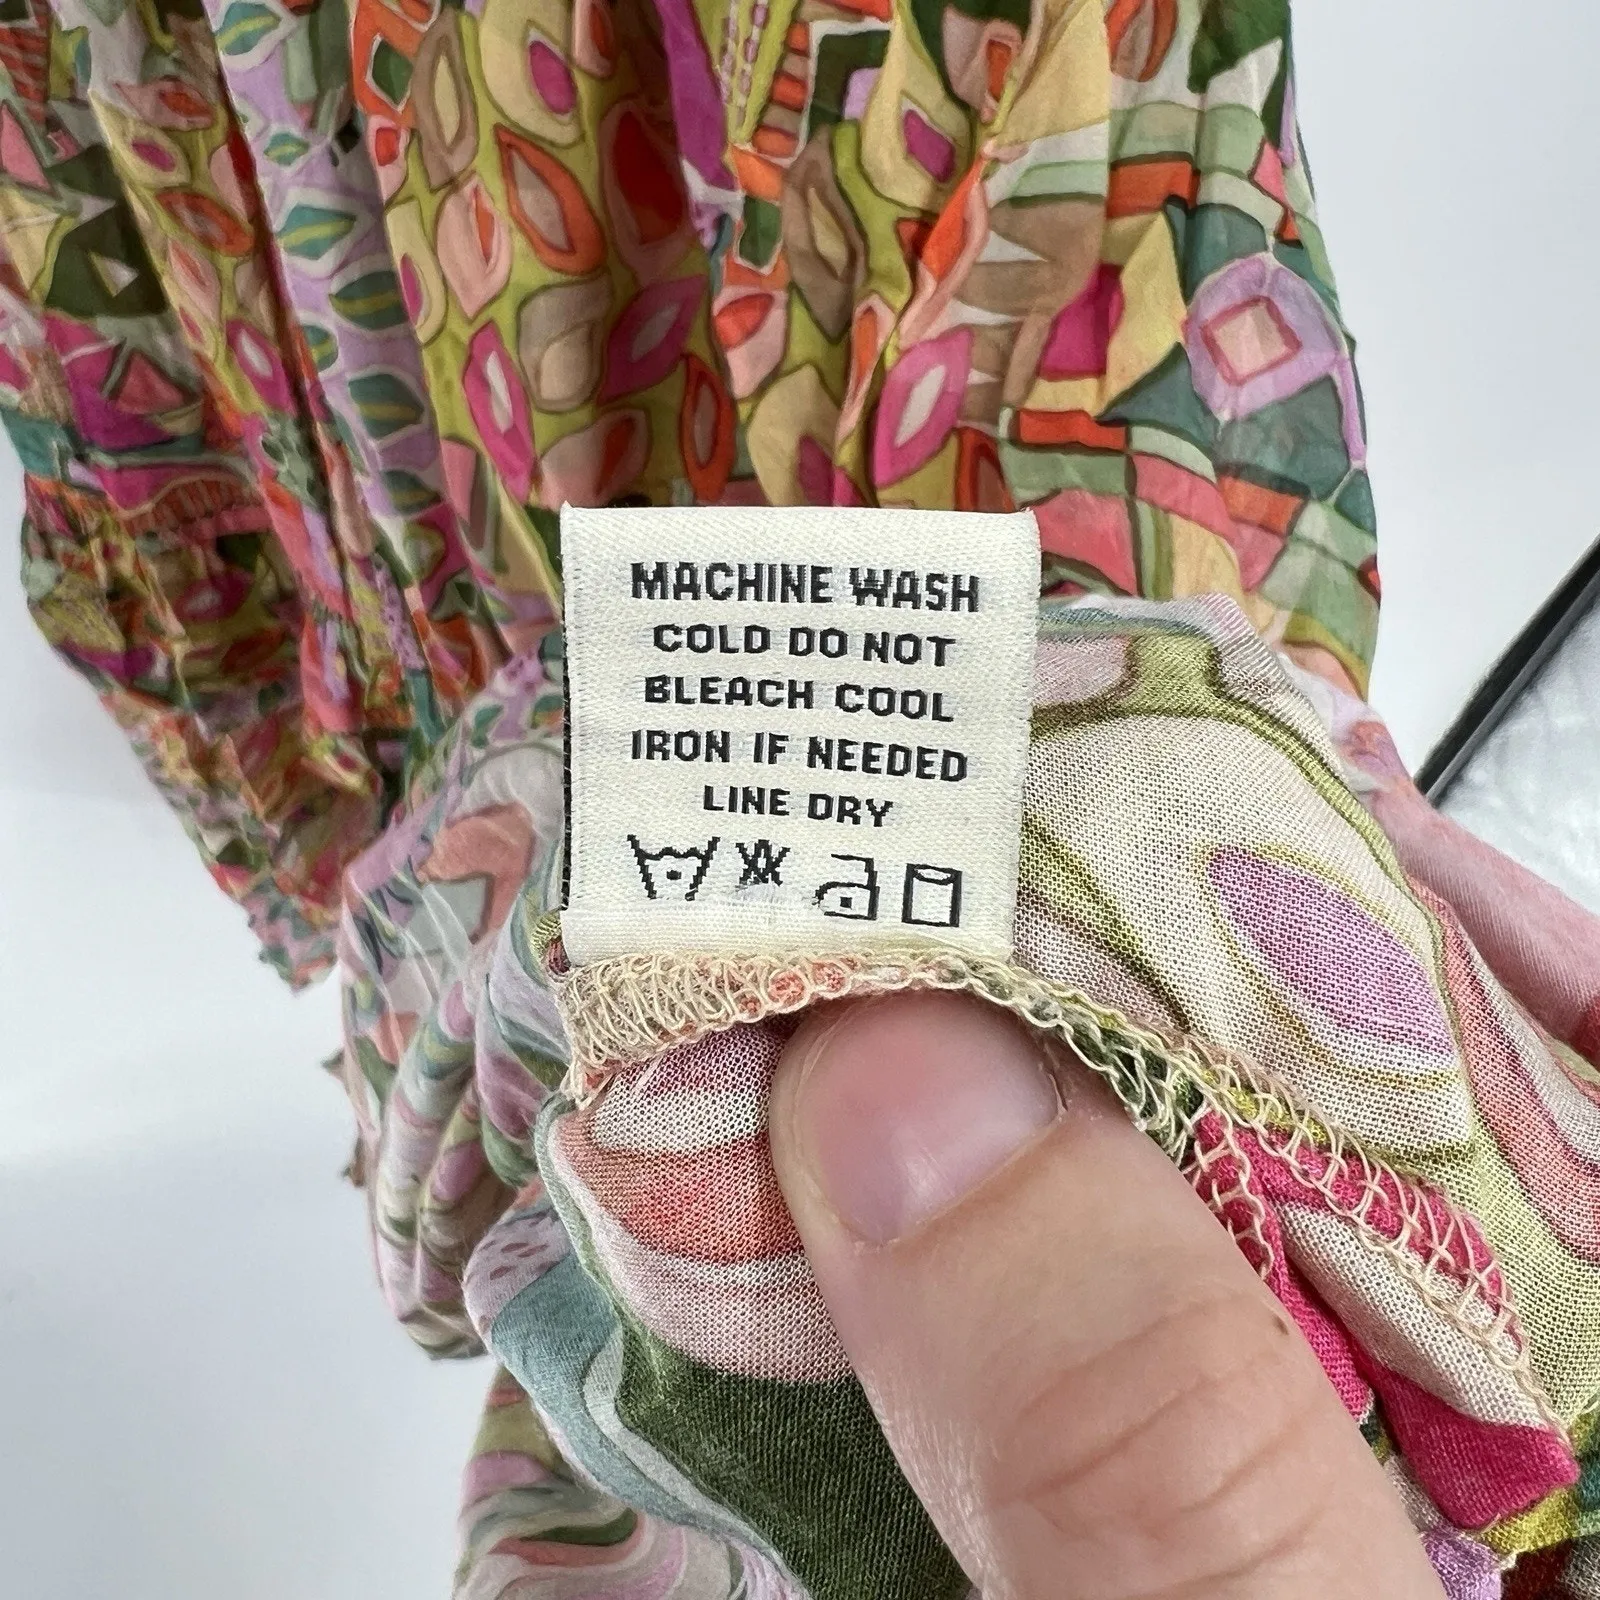 MACHINE WASH
COLD DO NOT
BLEACH COOL
IRON IF NEEDED
LINE DRY